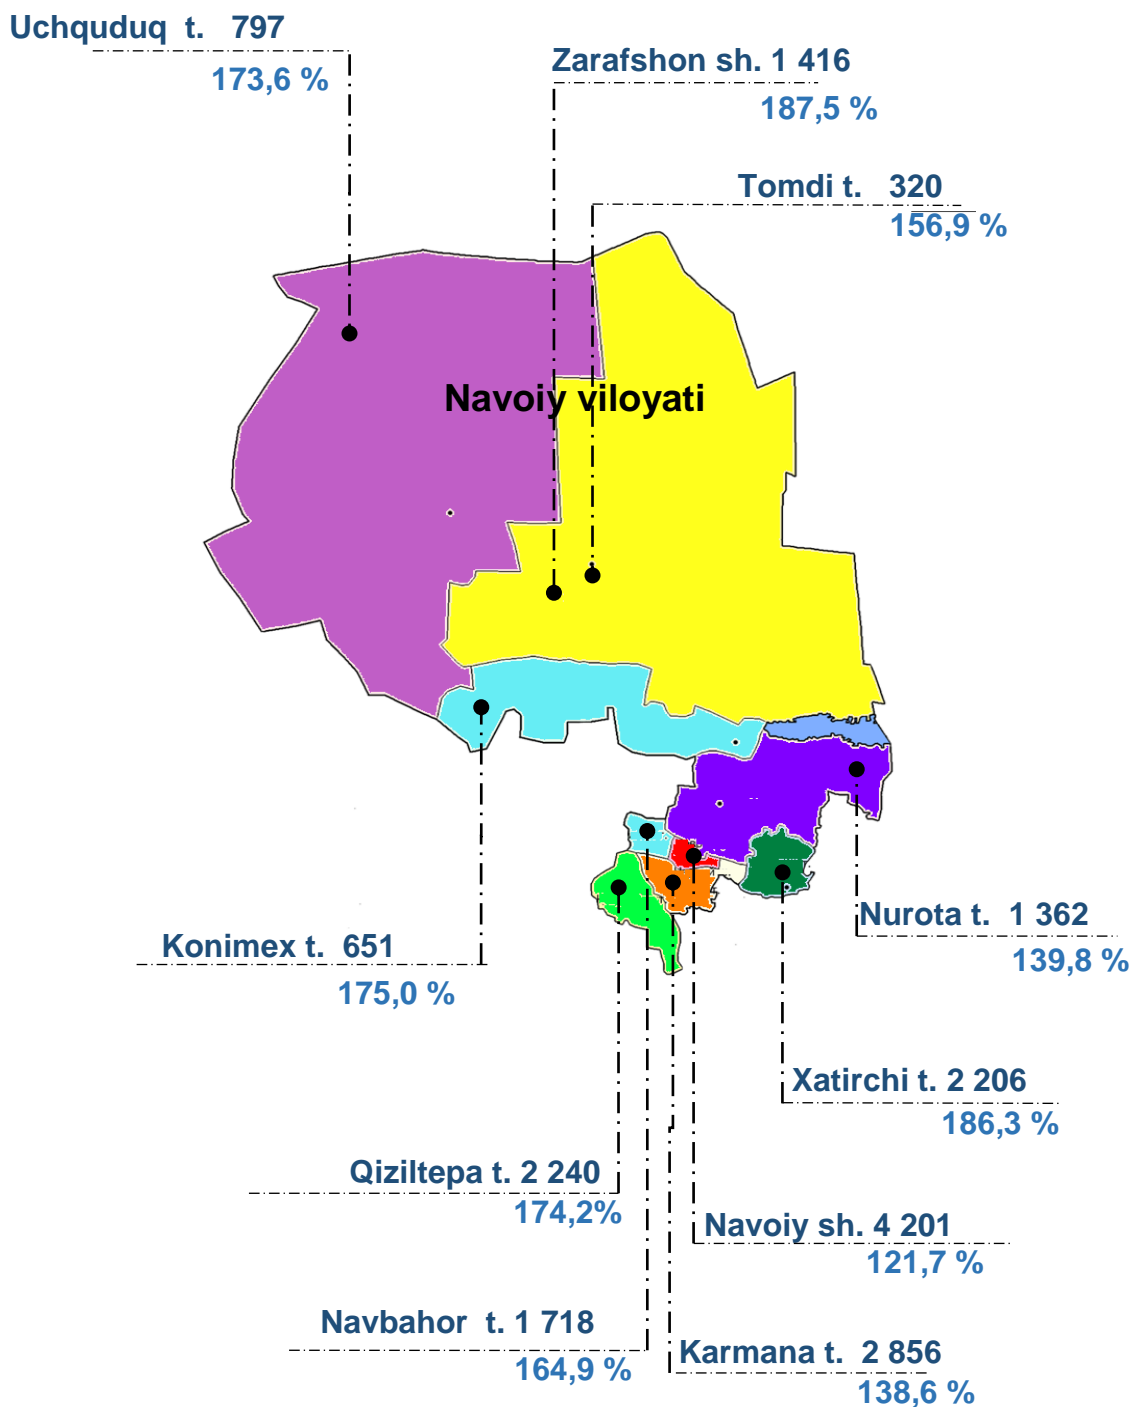 Uchquduq t. 797
173,6 %
Zarafshon sh. 1 416
187,5 %
Tomdi t. 320
156,9 %
Navoiy viloyati
Nurota t. 1 362
139,8 %
Konimex t. 651
175,0 %
Xatirchi t. 2 206
186,3 %
Qiziltepa t. 2 240
174,2%
Navoiy sh. 4 201
121,7 %
Navbahor t. 1 718
164,9 %
Karmana t. 2 856
138,6 %